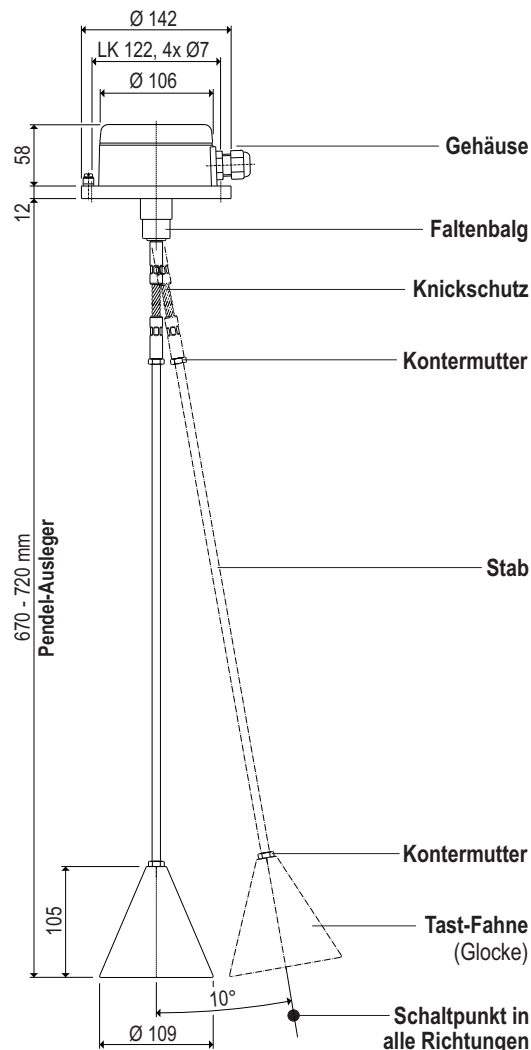 Ø 142
LK 122, 4x Ø7
Ø 106
58
12
Gehäuse
Faltenbalg
Knickschutz
Kontermutter
670 - 720 mm
Pendel-Ausleger
Stab
Kontermutter
105
Tast-Fahne
(Glocke)
10°
Ø 109
Schaltpunkt in
alle Richtungen